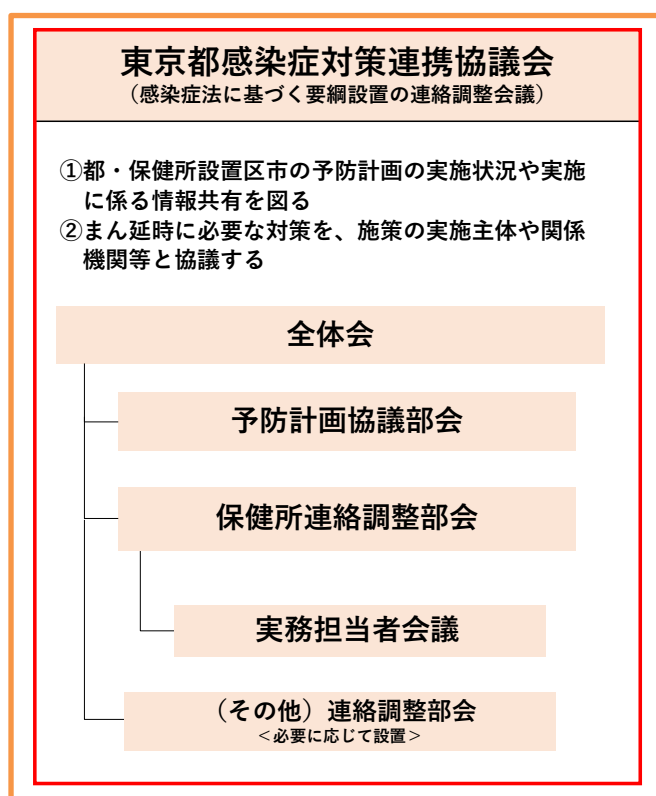 東京都感染症対策連携協議会
（感染症法に基づく要綱設置の連絡調整会議）
①都・保健所設置区市の予防計画の実施状況や実施
に係る情報共有を図る
②まん延時に必要な対策を、施策の実施主体や関係
機関等と協議する
全体会
予防計画協議部会
保健所連絡調整部会
実務担当者会議
（その他）連絡調整部会
＜必要に応じて設置＞